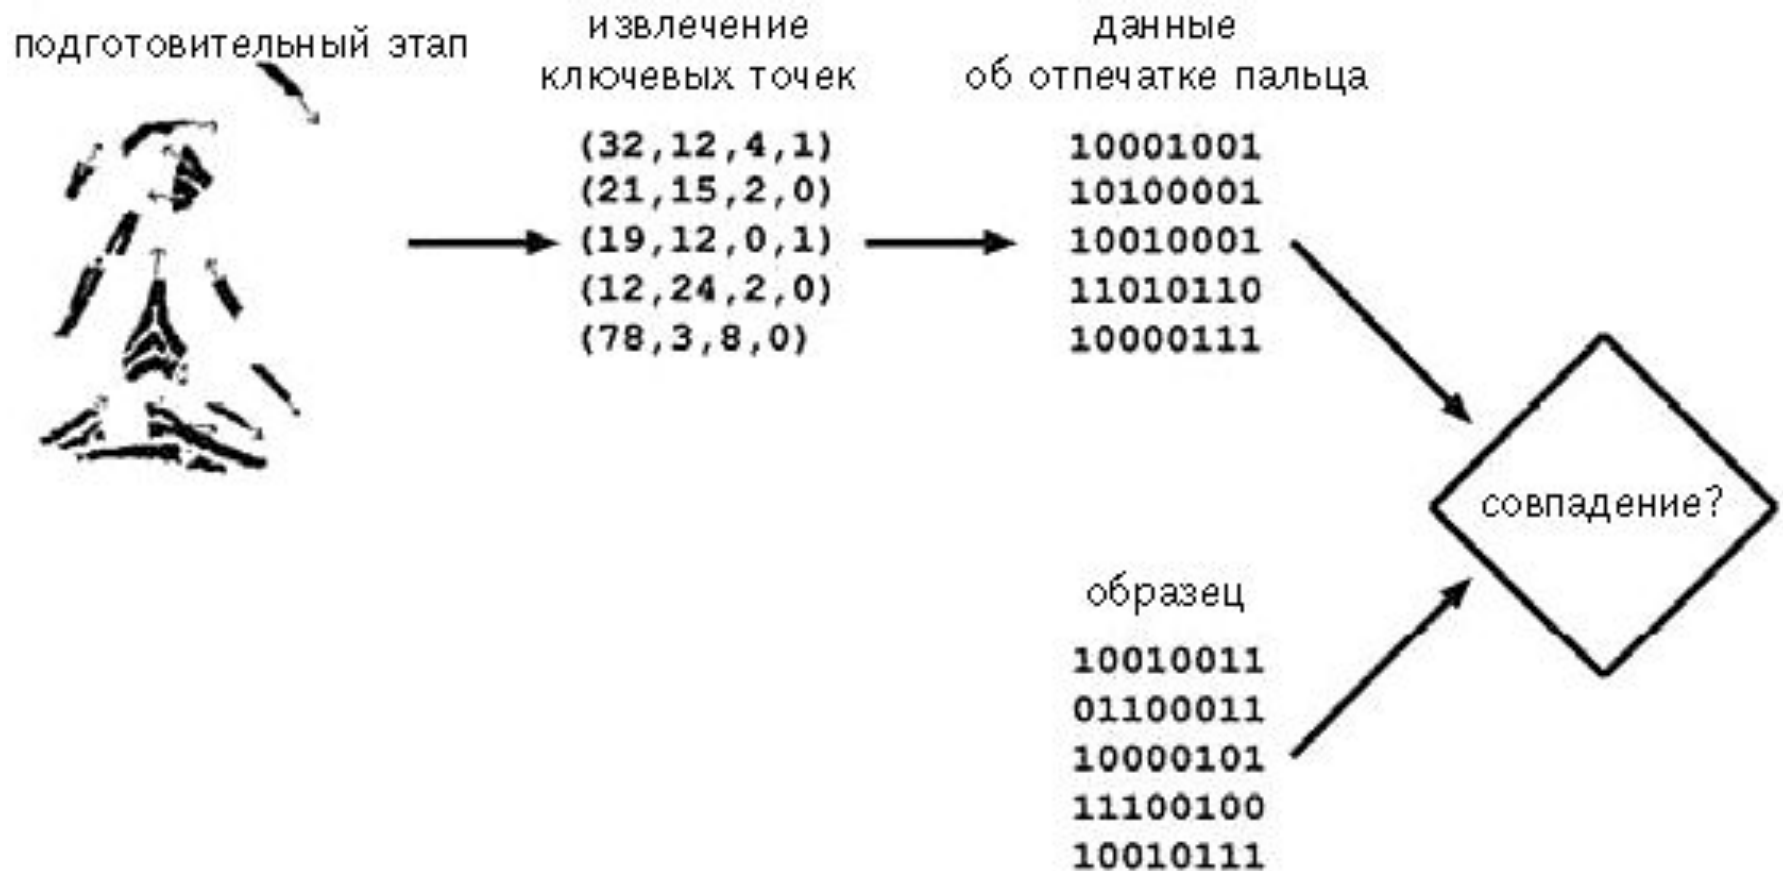 подготовительный этап
извлечение
ключевых точек
(32,12,4,1)
(21,15,2,0)
(19,12,0,1)
(12,24,2,0)
(78,3,8,0)
данные
об отпечатке пальца
10001001
10100001
10010001
11010110
10000111
совпадение?
образец
10010011
01100011
10000101
11100100
10010111